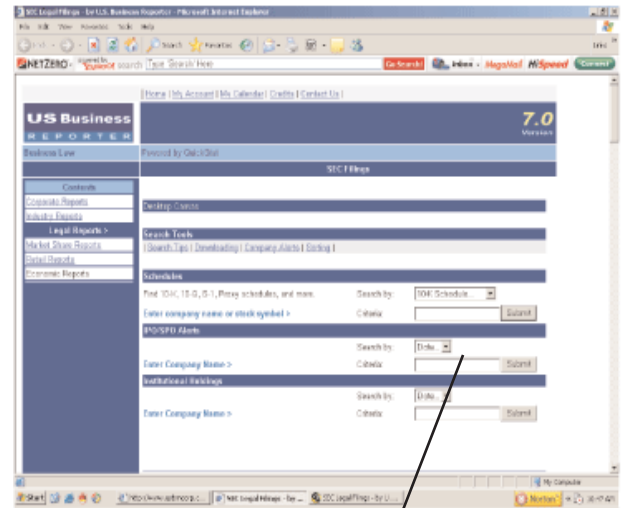 SEC Legal Filings - by U.S. Business Reporter - Microsoft Internet Explorer
File Edit View Favorites Tools Help
Search Favorites
Links
NETZERO search Type Search Here Go Search! Inbox MegaMail HiSpeed
| Home | My Account | My Calendar | Credits | Contact Us |
US Business
REPORTER
7.0
Version
Business Law Powered by QuickStat
SEC Filings
Contents
Corporate Reports
Industry Reports
Legal Reports >
Market Share Reports
Retail Reports
Economic Reports
Search Tools
| Search Tips | Downloading | Company Alerts | Sorting |
Schedules
Find 10-K, 10-Q, S-1, Proxy schedules, and more. Search by: 10-K Schedule...
Enter company name or stock symbol > Criteria: Submit
IPO/SPO Alerts
Search by: Date...
Enter Company Name > Criteria: Submit
Institutional Holdings
Search by: Date...
Enter Company Name > Criteria: Submit
My Computer
Start SEC Legal Filings - by ... SEC Legal Filings - by U... Norton